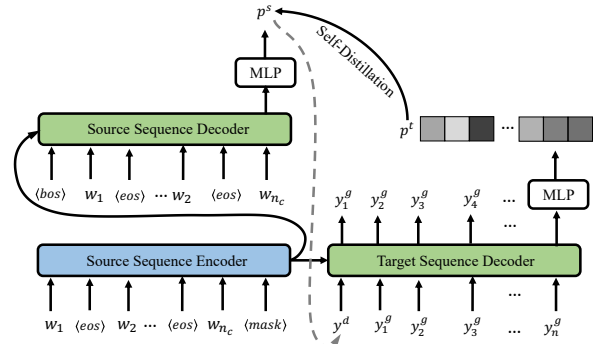 p^s
Self-Distillation
MLP
p^t ...
Source Sequence Decoder
MLP
⟨bos⟩ w_1 ⟨eos⟩ ... w_2 ⟨eos⟩ w_{n_c}
y_1^g y_2^g y_3^g y_4^g ...
...
Source Sequence Encoder
Target Sequence Decoder
...
w_1 ⟨eos⟩ w_2 ... ⟨eos⟩ w_{n_c} ⟨mask⟩
y^d y_1^g y_2^g y_3^g ... y_n^g